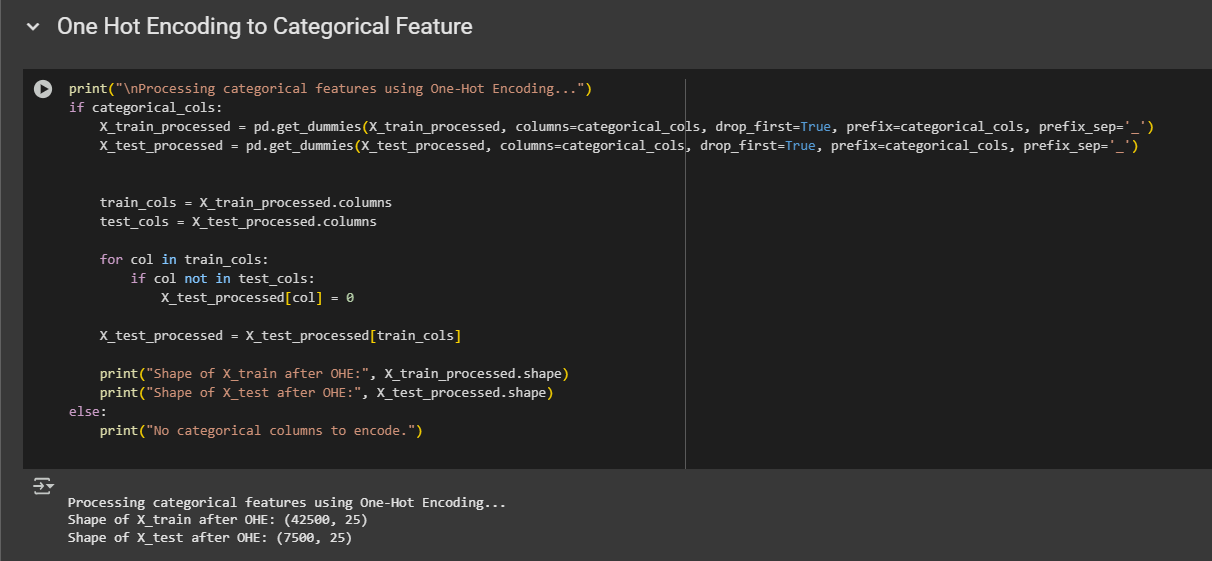 One Hot Encoding to Categorical Feature
print("\nProcessing categorical features using One-Hot Encoding...")
if categorical_cols:
    X_train_processed = pd.get_dummies(X_train_processed, columns=categorical_cols, drop_first=True, prefix=categorical_cols, prefix_sep='_')
    X_test_processed = pd.get_dummies(X_test_processed, columns=categorical_cols, drop_first=True, prefix=categorical_cols, prefix_sep='_')
    train_cols = X_train_processed.columns
    test_cols = X_test_processed.columns
    for col in train_cols:
        if col not in test_cols:
            X_test_processed[col] = 0
    X_test_processed = X_test_processed[train_cols]
    print("Shape of X_train after OHE:", X_train_processed.shape)
    print("Shape of X_test after OHE:", X_test_processed.shape)
else:
    print("No categorical columns to encode.")
Processing categorical features using One-Hot Encoding...
Shape of X_train after OHE: (42500, 25)
Shape of X_test after OHE: (7500, 25)